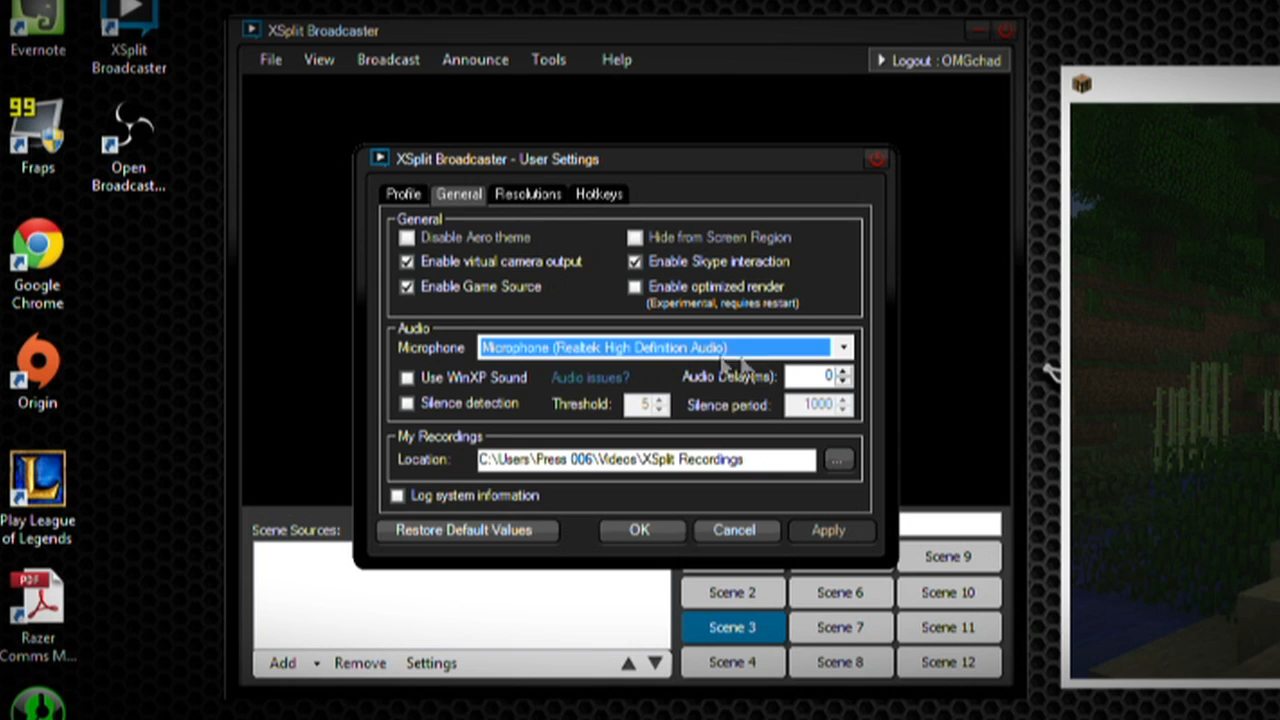 Evernote
XSplit
Broadcaster
99
Fraps
Open
Broadcast...
Google
Chrome
Origin
Play League
of Legends
PDF
Razer
Comms M...
XSplit Broadcaster
File View Broadcast Announce Tools Help
Logout : OMGchad
XSplit Broadcaster - User Settings
Profile General Resolutions Hotkeys
General
Disable Aero theme Hide from Screen Region
Enable virtual camera output Enable Skype interaction
Enable Game Source Enable optimized render
(Experimental, requires restart)
Audio
Microphone Microphone (Realtek High Definition Audio)
Use WinXP Sound Audio issues? Audio Delay(ms): 0
Silence detection Threshold: 5 Silence period: 1000
My Recordings
Location: C:\Users\Press 006\Videos\XSplit Recordings ...
Log system information
Restore Default Values OK Cancel Apply
Scene Sources:
Scene 9
Scene 2 Scene 6 Scene 10
Scene 3 Scene 7 Scene 11
Scene 4 Scene 8 Scene 12
Add Remove Settings